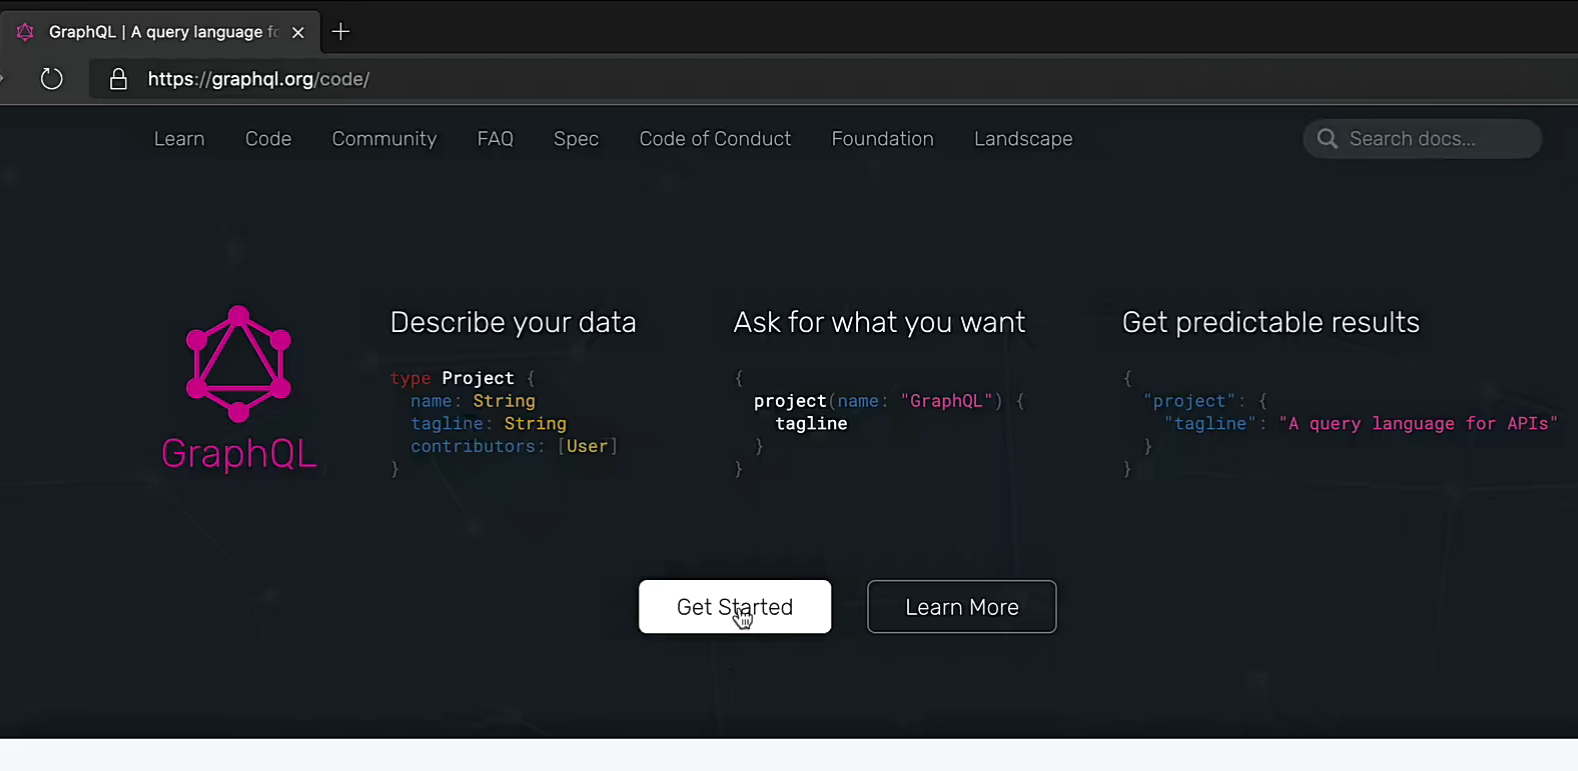 GraphQL | A query language fo
https://graphql.org/code/
Learn Code Community FAQ Spec Code of Conduct Foundation Landscape Search docs...
GraphQL
Describe your data
type Project {
name: String
tagline: String
contributors: [User]
}
Ask for what you want
{
project(name: "GraphQL") {
tagline
}
}
Get predictable results
{
"project": {
"tagline": "A query language for APIs"
}
}
Get Started
Learn More